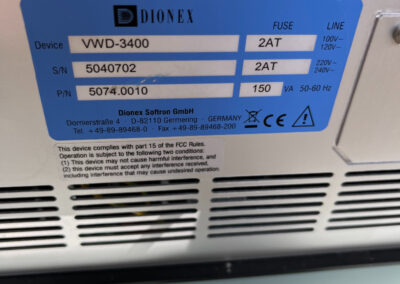 DIONEX
FUSE LINE
Device VWD-3400 2AT 100V~
120V~
S/N 5040702 2AT 220V~
240V~
P/N 5074.0010 150 VA 50-60 Hz
Dionex Softron GmbH
Dornierstraße 4 D-82110 Germering · GERMANY CE
Tel. +49-89-89468-0 · Fax +49-89-89468-200
This device complies with part 15 of the FCC Rules.
Operation is subject to the following two conditions:
(1) This device may not cause harmful interference, and
(2) this device must accept any interference received,
including interference that may cause undesired operation.